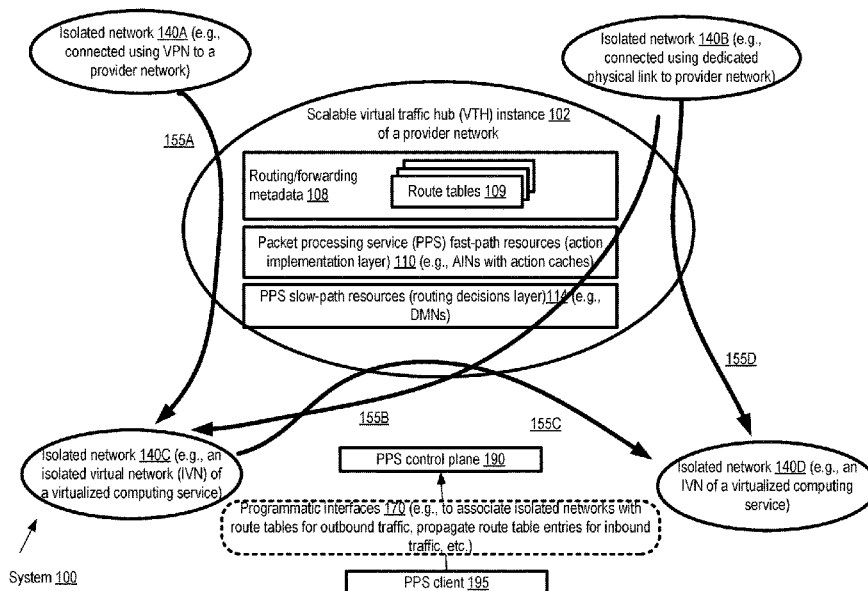 Isolated network 140A (e.g.,
connected using VPN to a
provider network)
Isolated network 140B (e.g.,
connected using dedicated
physical link to provider network)
Scalable virtual traffic hub (VTH) instance 102
of a provider network
155A
Routing/forwarding
metadata 108
Route tables 109
Packet processing service (PPS) fast-path resources (action
implementation layer) 110 (e.g., AINs with action caches)
PPS slow-path resources (routing decisions layer)114 (e.g.,
DMNs)
155D
155B
155C
Isolated network 140C (e.g., an
isolated virtual network (IVN) of
a virtualized computing service)
PPS control plane 190
Isolated network 140D (e.g., an
IVN of a virtualized computing
service)
Programmatic interfaces 170 (e.g., to associate isolated networks with
route tables for outbound traffic, propagate route table entries for inbound
traffic, etc.)
System 100
PPS client 195